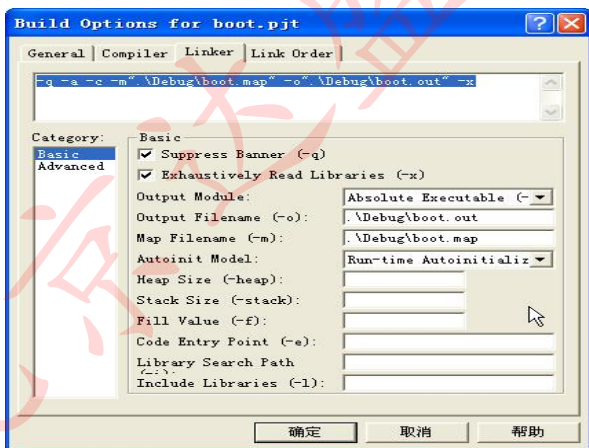 Build Options for boot.pjt
General Compiler Linker Link Order
-q -a -c -m".\Debug\boot.map" -o".\Debug\boot.out" -x
Category:
Basic
Advanced
Basic
Suppress Banner (-q)
Exhaustively Read Libraries (-x)
Output Module: Absolute Executable (-
Output Filename (-o): .\Debug\boot.out
Map Filename (-m): .\Debug\boot.map
Autoinit Model: Run-time Autoinitializ
Heap Size (-heap):
Stack Size (-stack):
Fill Value (-f):
Code Entry Point (-e):
Library Search Path
Include Libraries (-l):
确定 取消 帮助